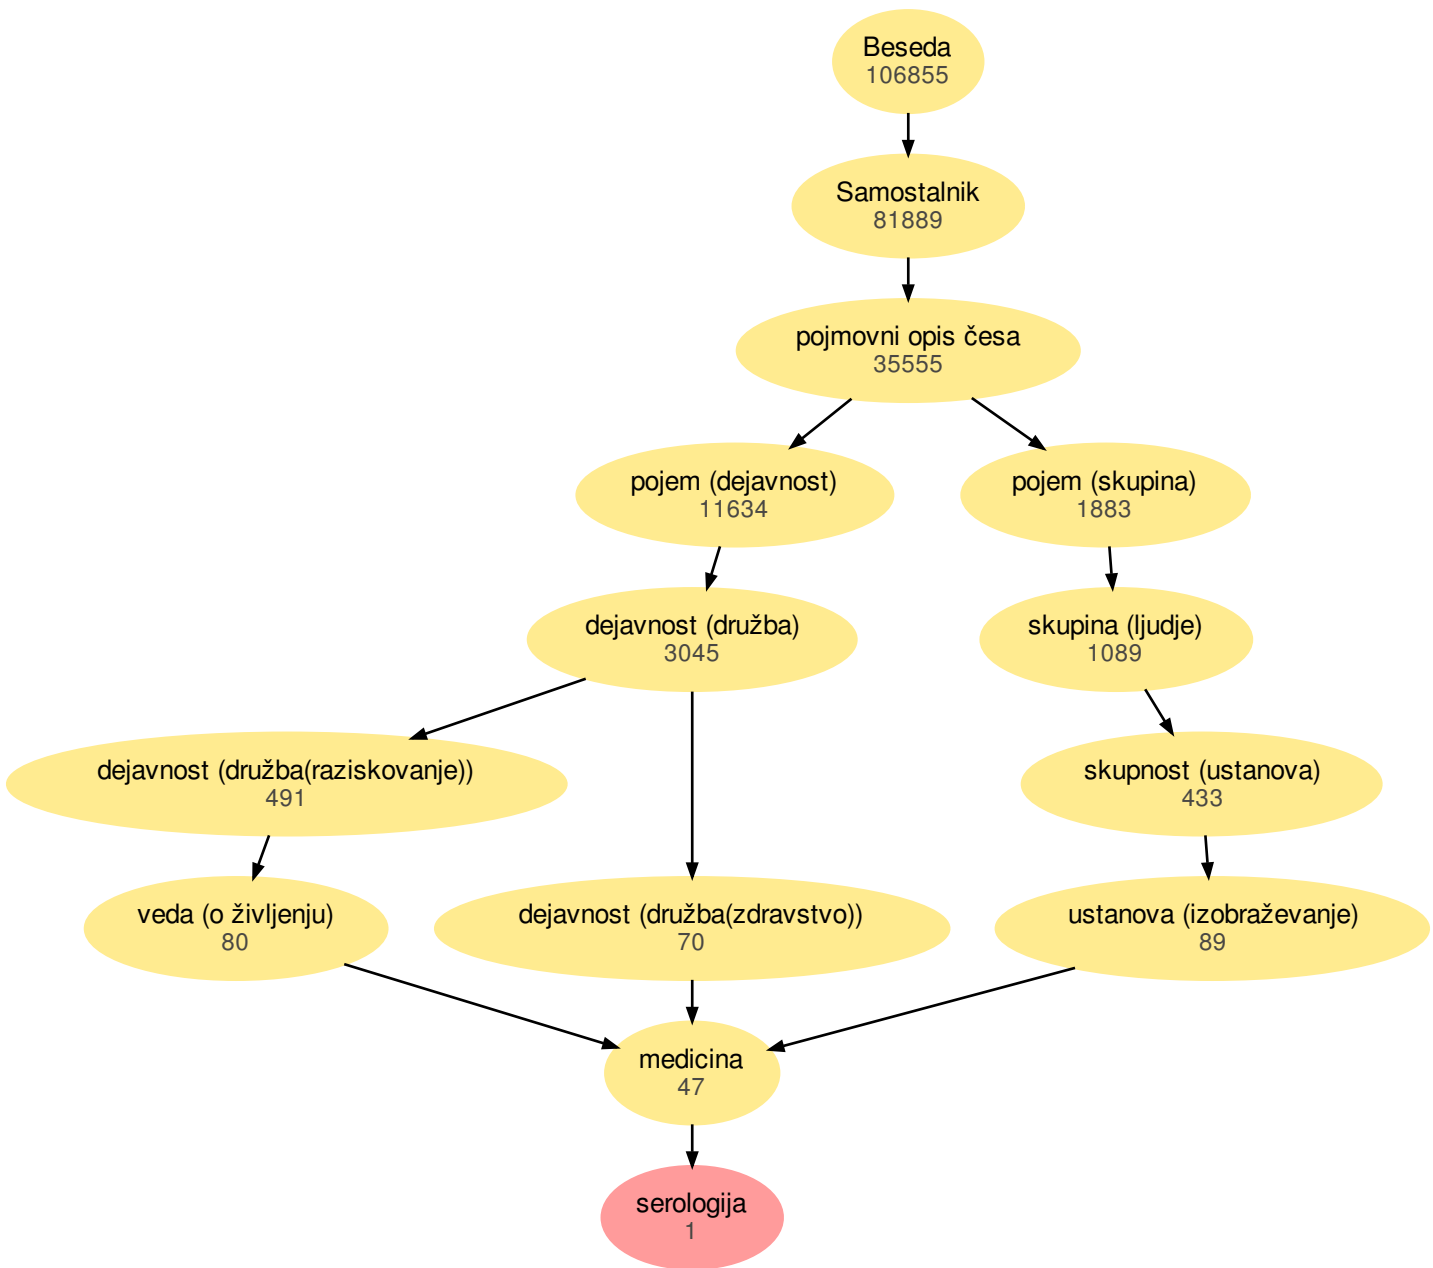 Beseda
106855
Samostalnik
81889
pojmovni opis česa
35555
pojem (dejavnost)
11634
pojem (skupina)
1883
dejavnost (družba)
3045
skupina (ljudje)
1089
dejavnost (družba(raziskovanje))
491
skupnost (ustanova)
433
veda (o življenju)
80
dejavnost (družba(zdravstvo))
70
ustanova (izobraževanje)
89
medicina
47
serologija
1